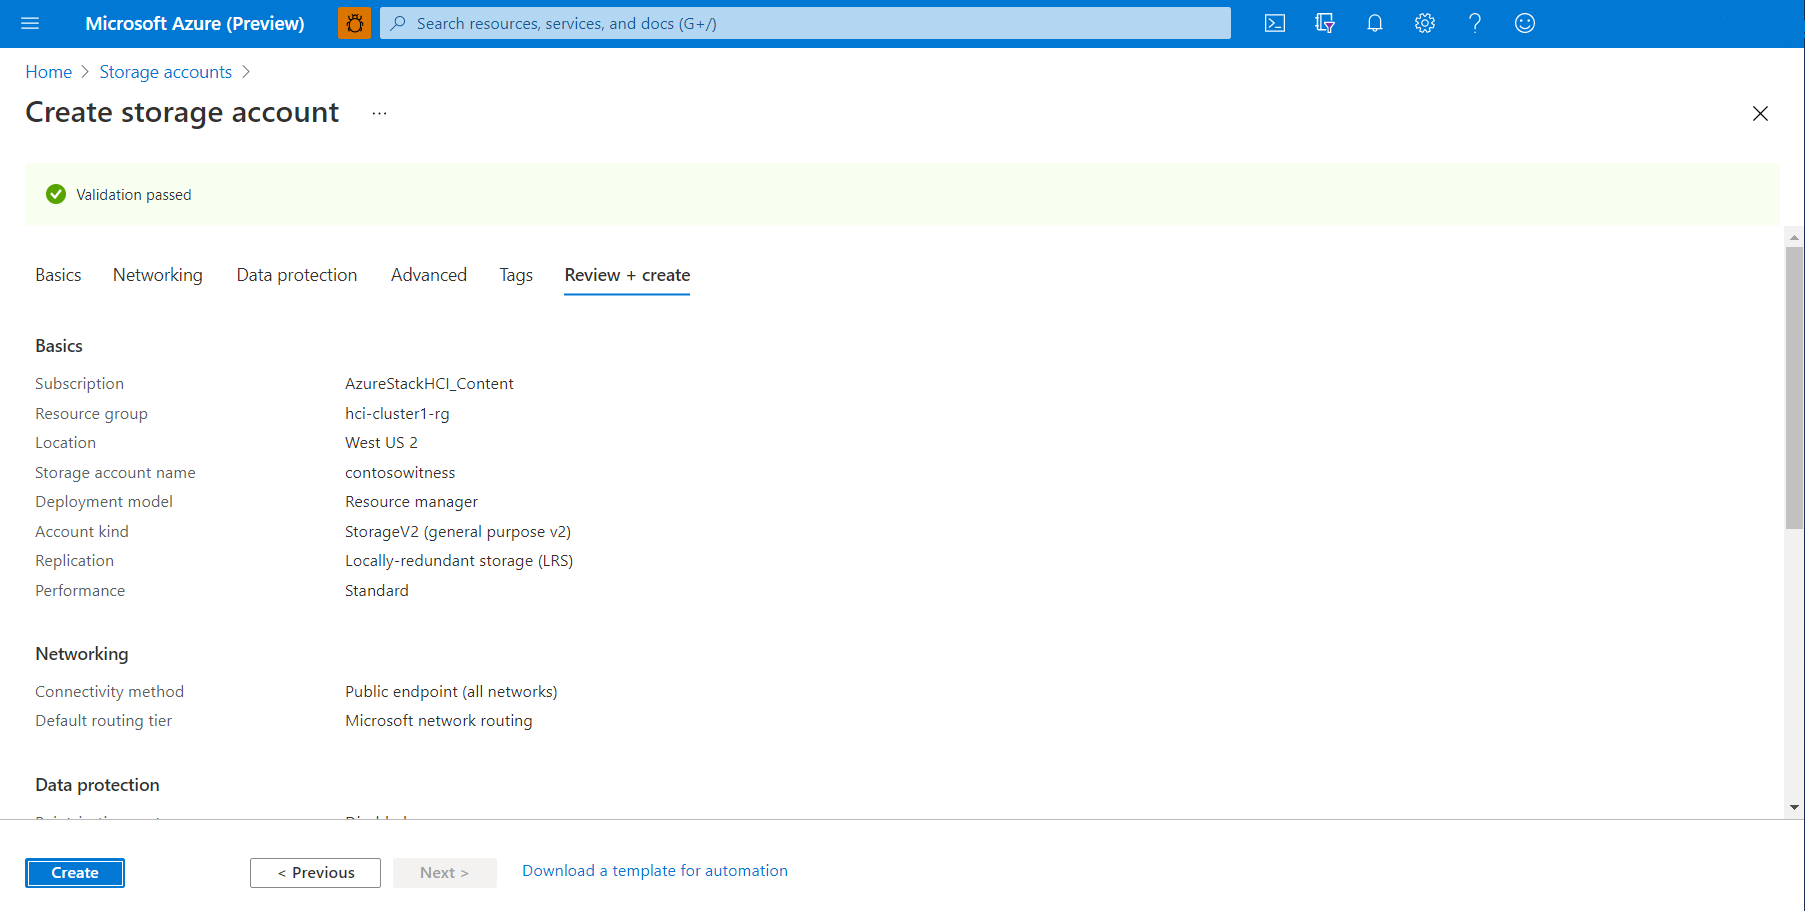 Microsoft Azure (Preview)
Search resources, services, and docs (G+/)
Home > Storage accounts >
Create storage account ...
Validation passed
Basics Networking Data protection Advanced Tags Review + create
Basics
Subscription AzureStackHCI_Content
Resource group hci-cluster1-rg
Location West US 2
Storage account name contosowitness
Deployment model Resource manager
Account kind StorageV2 (general purpose v2)
Replication Locally-redundant storage (LRS)
Performance Standard
Networking
Connectivity method Public endpoint (all networks)
Default routing tier Microsoft network routing
Data protection
Create < Previous Next > Download a template for automation